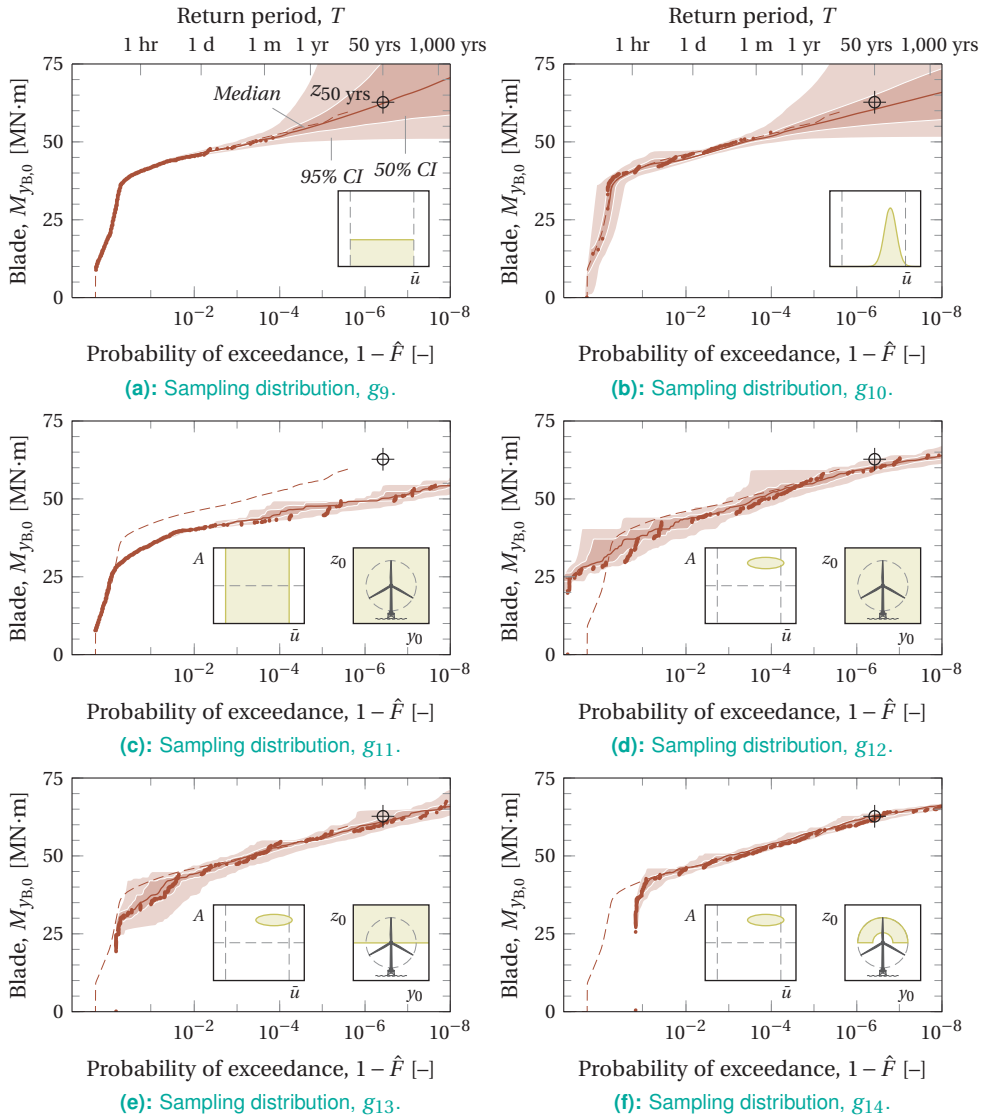 Return period, T Return period, T
1 hr 1 d 1 m 1 yr 50 yrs 1,000 yrs 1 hr 1 d 1 m 1 yr 50 yrs 1,000 yrs
75 75
Median z50 yrs
50 50
95% CI 50% CI
25 25
ū ū
0 0
Blade, MyB,0 [MN·m] Blade, MyB,0 [MN·m]
10−2 10−4 10−6 10−8 10−2 10−4 10−6 10−8
Probability of exceedance, 1 − F̂ [–] Probability of exceedance, 1 − F̂ [–]
(a): Sampling distribution, g9. (b): Sampling distribution, g10.
75 75
50 50
A z0 A z0
25 25
ū y0 ū y0
0 0
Blade, MyB,0 [MN·m] Blade, MyB,0 [MN·m]
10−2 10−4 10−6 10−8 10−2 10−4 10−6 10−8
Probability of exceedance, 1 − F̂ [–] Probability of exceedance, 1 − F̂ [–]
(c): Sampling distribution, g11. (d): Sampling distribution, g12.
75 75
50 50
A z0 A z0
25 25
ū y0 ū y0
0 0
Blade, MyB,0 [MN·m] Blade, MyB,0 [MN·m]
10−2 10−4 10−6 10−8 10−2 10−4 10−6 10−8
Probability of exceedance, 1 − F̂ [–] Probability of exceedance, 1 − F̂ [–]
(e): Sampling distribution, g13. (f): Sampling distribution, g14.